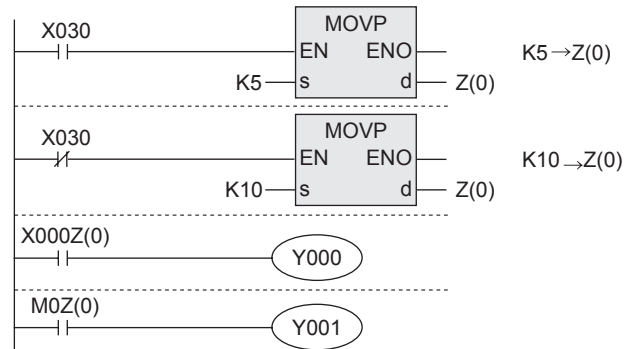 X030
MOVP
EN ENO
K5 s d Z(0)
K5→Z(0)
X030
MOVP
EN ENO
K10 s d Z(0)
K10→Z(0)
X000Z(0)
Y000
M0Z(0)
Y001